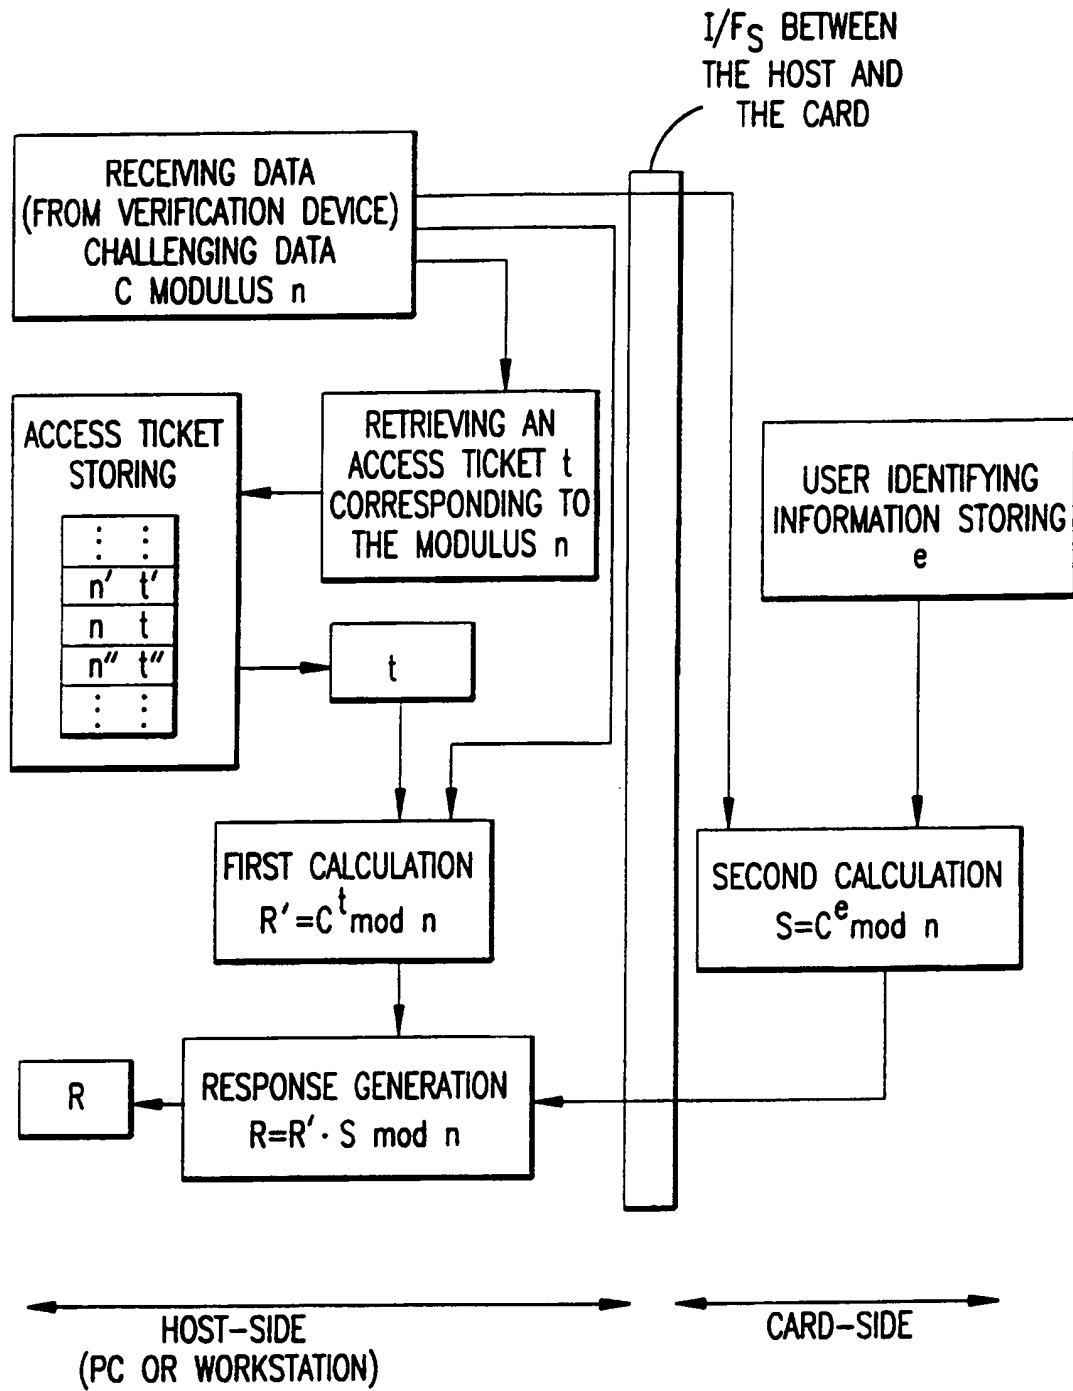 I/FS BETWEEN
THE HOST AND
THE CARD
RECEIVING DATA
(FROM VERIFICATION DEVICE)
CHALLENGING DATA
C MODULUS n
ACCESS TICKET
STORING
: :
n' t'
n t
n'' t''
: :
RETRIEVING AN
ACCESS TICKET t
CORRESPONDING TO
THE MODULUS n
t
USER IDENTIFYING
INFORMATION STORING
e
FIRST CALCULATION
R'=C^t mod n
SECOND CALCULATION
S=C^e mod n
RESPONSE GENERATION
R=R'· S mod n
R
HOST-SIDE
(PC OR WORKSTATION)
CARD-SIDE